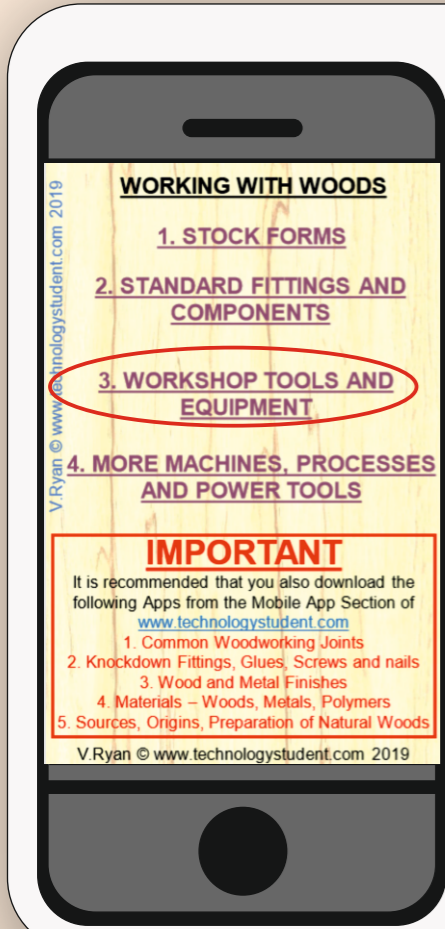 WORKING WITH WOODS
1. STOCK FORMS
2. STANDARD FITTINGS AND
COMPONENTS
3. WORKSHOP TOOLS AND
EQUIPMENT
4. MORE MACHINES, PROCESSES
AND POWER TOOLS
V.Ryan © www.technologystudent.com 2019
IMPORTANT
It is recommended that you also download the
following Apps from the Mobile App Section of
www.technologystudent.com
1. Common Woodworking Joints
2. Knockdown Fittings, Glues, Screws and nails
3. Wood and Metal Finishes
4. Materials – Woods, Metals, Polymers
5. Sources, Origins, Preparation of Natural Woods
V.Ryan © www.technologystudent.com 2019